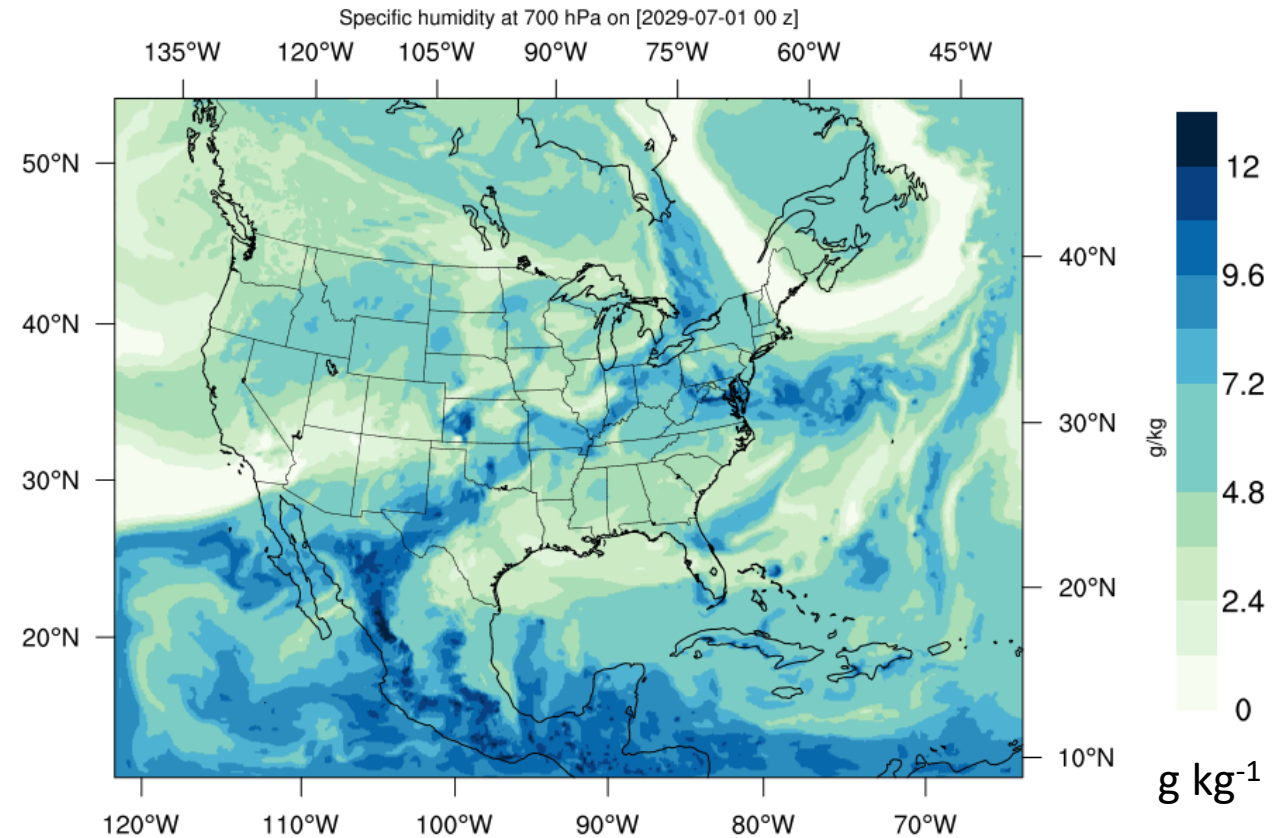 Specific humidity at 700 hPa on [2029-07-01 00 z]
135°W 120°W 105°W 90°W 75°W 60°W 45°W
50°N
40°N
30°N
20°N
40°N
30°N
20°N
10°N
120°W 110°W 100°W 90°W 80°W 70°W
12
9.6
7.2
4.8
2.4
0
g/kg
g kg⁻¹